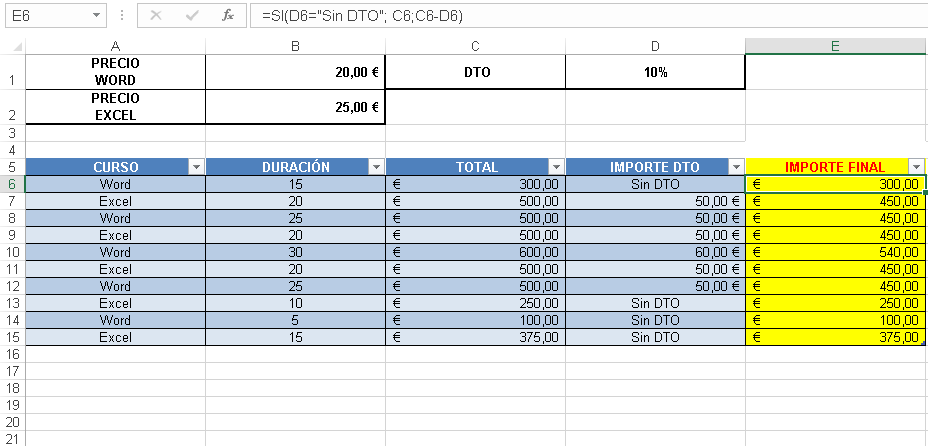 E6 fx =SI(D6="Sin DTO"; C6;C6-D6)
A B C D E
1 PRECIO WORD 20,00 € DTO 10%
2 PRECIO EXCEL 25,00 €
3
4
5 CURSO DURACIÓN TOTAL IMPORTE DTO IMPORTE FINAL
6 Word 15 € 300,00 Sin DTO € 300,00
7 Excel 20 € 500,00 50,00 € € 450,00
8 Word 25 € 500,00 50,00 € € 450,00
9 Excel 20 € 500,00 50,00 € € 450,00
10 Word 30 € 600,00 60,00 € € 540,00
11 Excel 20 € 500,00 50,00 € € 450,00
12 Word 25 € 500,00 50,00 € € 450,00
13 Excel 10 € 250,00 Sin DTO € 250,00
14 Word 5 € 100,00 Sin DTO € 100,00
15 Excel 15 € 375,00 Sin DTO € 375,00
16
17
18
19
20
21